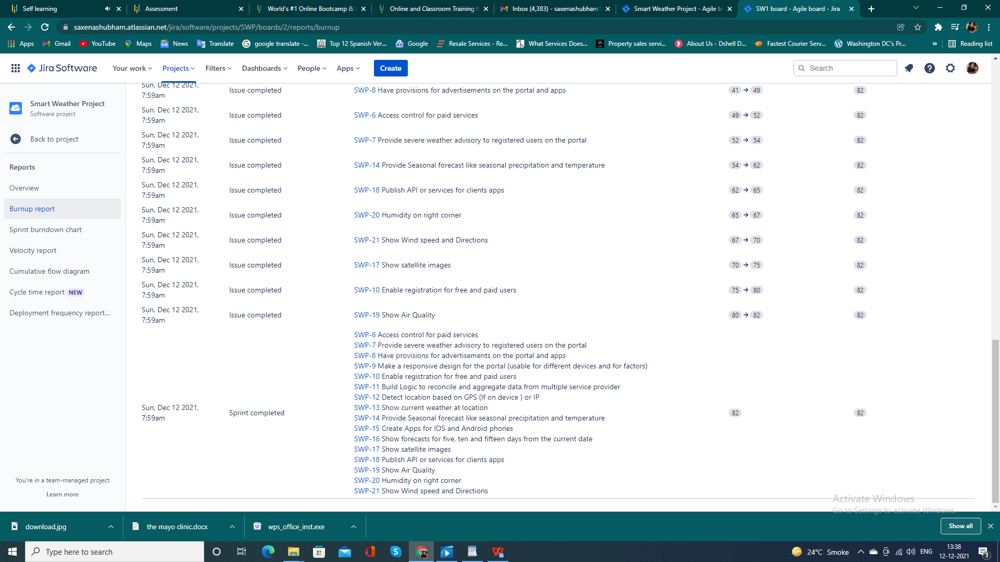 Self learning
Assessment
World's #1 Online Bootcamp &
Online and Classroom Training f
Inbox (4,383) - saxenashubham1
Smart Weather Project - Agile b
SW1 board - Agile board - Jira
saxenashubham.atlassian.net/jira/software/projects/SWP/boards/2/reports/burnup
Apps
Gmail
YouTube
Maps
News
Translate
google translate -...
Top 12 Spanish Ver...
Google
Resale Services - Re...
What Services Does...
Property sales servi...
About Us - Dshell D...
Fastest Courier Serv...
Washington DC's Pr...
»
Reading list
Jira Software
Your work
Projects
Filters
Dashboards
People
Apps
Create
Search
Smart Weather Project
Software project
Back to project
Reports
Overview
Burnup report
Sprint burndown chart
Velocity report
Cumulative flow diagram
Cycle time report NEW
Deployment frequency report...
You're in a team-managed project
Learn more
Sun, Dec 12 2021,
7:59am
Issue completed
SWP-8 Have provisions for advertisements on the portal and apps
41 → 49
82
Sun, Dec 12 2021,
7:59am
Issue completed
SWP-6 Access control for paid services
49 → 52
82
Sun, Dec 12 2021,
7:59am
Issue completed
SWP-7 Provide severe weather advisory to registered users on the portal
52 → 54
82
Sun, Dec 12 2021,
7:59am
Issue completed
SWP-14 Provide Seasonal forecast like seasonal precipitation and temperature
54 → 62
82
Sun, Dec 12 2021,
7:59am
Issue completed
SWP-18 Publish API or services for clients apps
62 → 65
82
Sun, Dec 12 2021,
7:59am
Issue completed
SWP-20 Humidity on right corner
65 → 67
82
Sun, Dec 12 2021,
7:59am
Issue completed
SWP-21 Show Wind speed and Directions
67 → 70
82
Sun, Dec 12 2021,
7:59am
Issue completed
SWP-17 Show satellite images
70 → 75
82
Sun, Dec 12 2021,
7:59am
Issue completed
SWP-10 Enable registration for free and paid users
75 → 80
82
Sun, Dec 12 2021,
7:59am
Issue completed
SWP-19 Show Air Quality
80 → 82
82
Sun, Dec 12 2021,
7:59am
Sprint completed
SWP-6 Access control for paid services
SWP-7 Provide severe weather advisory to registered users on the portal
SWP-8 Have provisions for advertisements on the portal and apps
SWP-9 Make a responsive design for the portal (usable for different devices and for factors)
SWP-10 Enable registration for free and paid users
SWP-11 Build Logic to reconcile and aggregate data from multiple service provider
SWP-12 Detect location based on GPS (If on device ) or IP
SWP-13 Show current weather at location
SWP-14 Provide Seasonal forecast like seasonal precipitation and temperature
SWP-15 Create Apps for IOS and Android phones
SWP-16 Show forecasts for five, ten and fifteen days from the current date
SWP-17 Show satellite images
SWP-18 Publish API or services for clients apps
SWP-19 Show Air Quality
SWP-20 Humidity on right corner
SWP-21 Show Wind speed and Directions
82
82
Activate Windows
Go to Settings to activate Windows.
download.jpg
the mayo clinic.docx
wps_office_inst.exe
Show all
Type here to search
24°C Smoke
ENG
13:38
12-12-2021
3